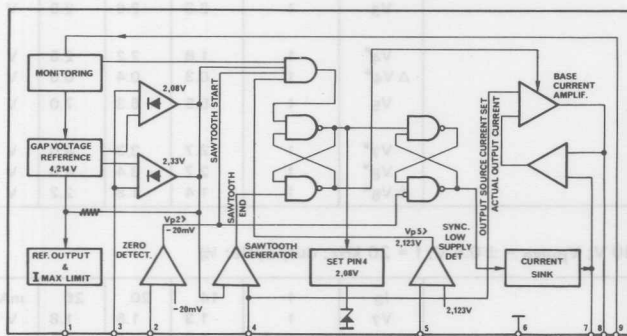 MONITORING
GAP VOLTAGE
REFERENCE
4,214V
REF. OUTPUT
&
I MAX LIMIT
2,08V
2,33V
ZERO
DETECT.
Vp2>
-20mV
-20mV
SAWTOOTH START
SAWTOOTH
END
SAWTOOTH
GENERATOR
SET PIN4
2,08V
Vp5>
2,123V
SYNC.
LOW
SUPPLY
DET
2,123V
OUTPUT SOURCE CURRENT SET
ACTUAL OUTPUT CURRENT
BASE
CURRENT
AMPLIF.
CURRENT
SINK
1
3
2
4
5
6
7
8
9